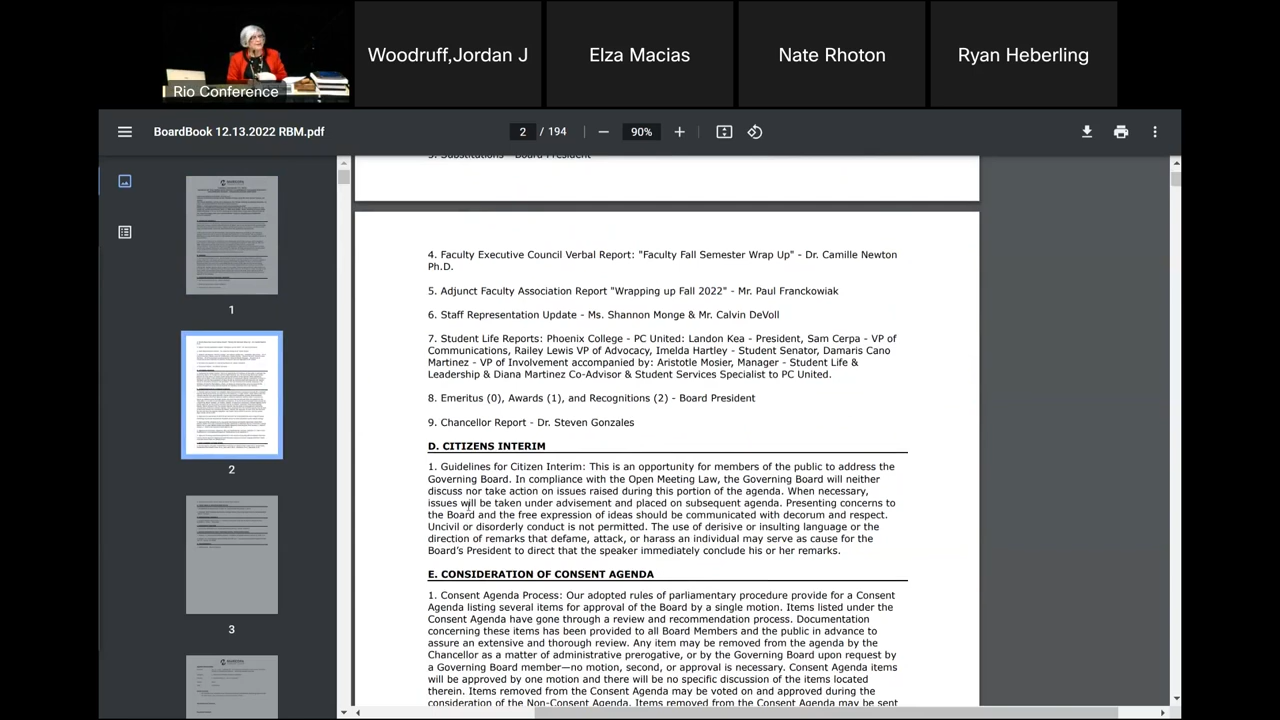 Woodruff,Jordan J
Elza Macias
Nate Rhoton
Ryan Heberling
Rio Conference
BoardBook 12.13.2022 RBM.pdf
2 / 194
90%
3. Substitutions - Board President
4. Faculty Executive Council Verbal Report: "Faculty Fall Semester Wrap Up" - Dr. Camille Newton
Ph.D.
5. Adjunct Faculty Association Report "Wrapping up Fall 2022" - Mr. Paul Franckowiak
6. Staff Representation Update - Ms. Shannon Monge & Mr. Calvin DeVoll
7. Student Life Reports: Phoenix College - PC United: Landon Kea - President, Sam Cerpa - VP of
Communications, Railey Lewis VP of Advocacy, Imelda Hartley - Student Senator, Damaris Cano
Martinez - VP of Involvement accompanied by: Aristotle Mosier, Manager - Student Life &
Leadership & Diana Martinez Co-Advisor & Student Services Specialist to PC United.
8. Emeritus (0), Awards (1), and Recognitions (2) - Board President
9. Chancellor Report - Dr. Steven Gonzales
D. CITIZENS INTERIM
1. Guidelines for Citizen Interim: This is an opportunity for members of the public to address the
Governing Board. In compliance with the Open Meeting Law, the Governing Board will neither
discuss nor take action on issues raised during this portion of the agenda. When necessary,
issues will be taken under advisement and placed on subsequent agenda. Presenting concerns to
the Board and the free expression of ideas should be communicated with decorum and respect.
Uncivil or disorderly conduct is not permitted. The use of derisive or insulting language or the
direction of remarks that defame, attack, or harass an individual may serve as cause for the
Board's President to direct that the speaker immediately conclude his or her remarks.
E. CONSIDERATION OF CONSENT AGENDA
1. Consent Agenda Process: Our adopted rules of parliamentary procedure provide for a Consent
Agenda listing several items for approval of the Board by a single motion. Items listed under the
Consent Agenda have gone through a review and recommendation process. Documentation
concerning these items has been provided to all Board Members and the public in advance to
assure an extensive and thorough review. Any item may be removed from the agenda by the
Chancellor as a matter of administrative prerogative, or by the Governing Board upon request by
a Governing Board member—no motion, second, or approval is necessary. Consent Agenda items
will be approved by one motion and there will be no specific discussion of the items located
therein. Items removed from the Consent Agenda may be voted on and approved during the
consideration of the Non-Consent Agenda. Items removed from the Consent Agenda may be sent
1
2
3